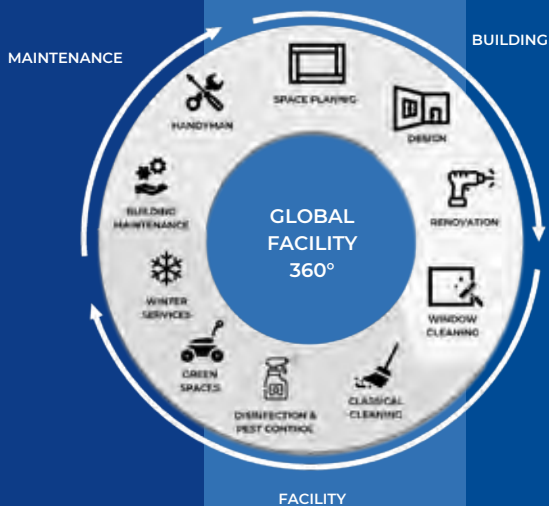 MAINTENANCE
BUILDING
SPACE PLANNIG
HANDYMAN
DESIGN
BUILDING
MAINTENANCE
RENOVATION
GLOBAL
FACILITY
360°
WINTER
SERVICES
WINDOW
CLEANING
GREEN
SPACES
CLASSICAL
CLEANING
DISINFECTION &
PEST CONTROL
FACILITY